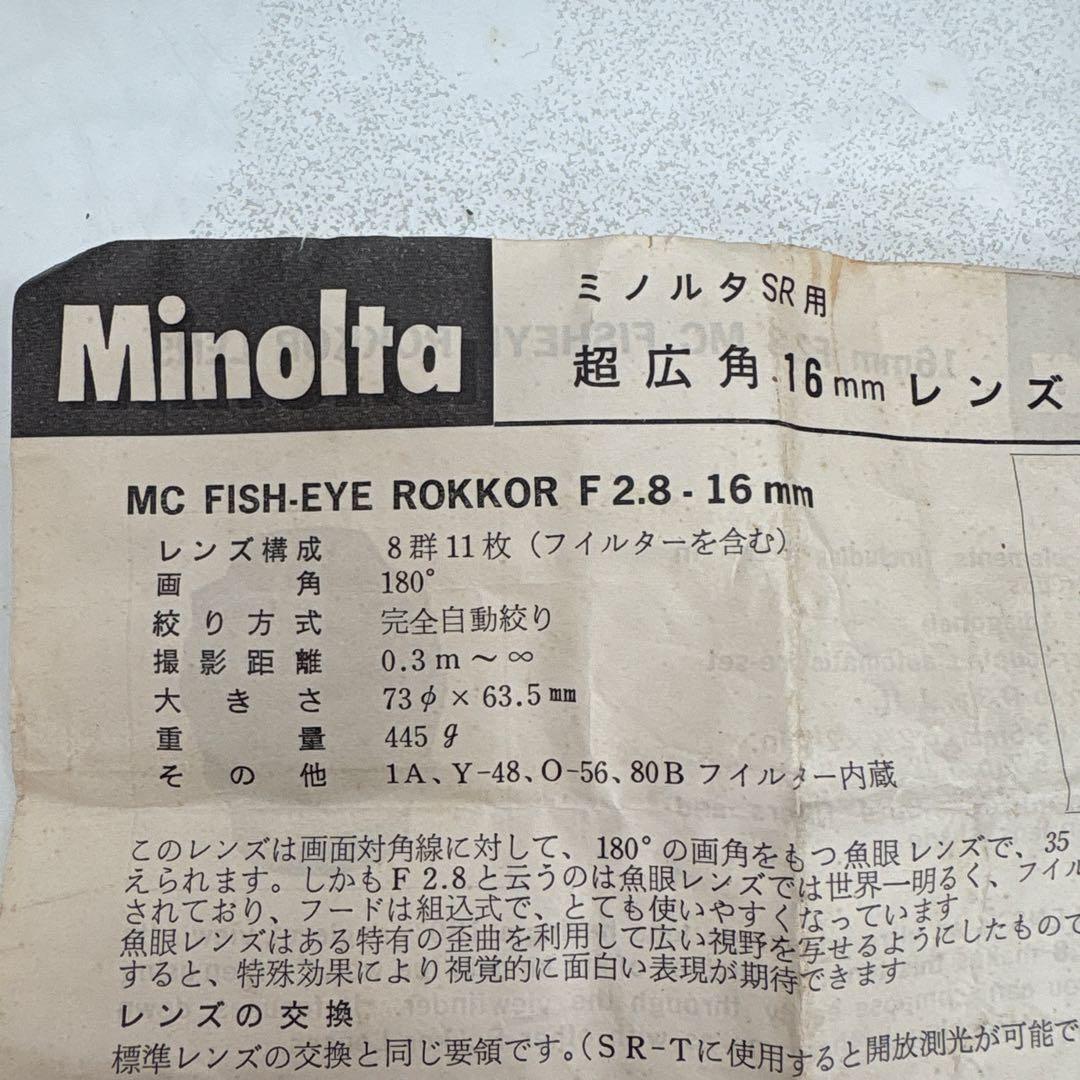 Minolta
ミノルタ SR用
超広角 16mm レンズ
MC FISH-EYE ROKKOR F 2.8 - 16 mm
レンズ構成 8群11枚（フイルターを含む）
画角 180°
絞り方式 完全自動絞り
撮影距離 0.3 m ～ ∞
大きさ 73 φ × 63.5 mm
重量 445 g
その他 1A、Y-48、O-56、80B フイルター内蔵
このレンズは画面対角線に対して、180° の画角をもつ魚眼レンズで、35
えられます。しかもF 2.8 と云うのは魚眼レンズでは世界一明るく、フイル
されており、フードは組込式で、とても使いやすくなっています
魚眼レンズはある特有の歪曲を利用して広い視野を写せるようにしたもので
すると、特殊効果により視覚的に面白い表現が期待できます
レンズの交換
標準レンズの交換と同じ要領です。（SR-Tに使用すると開放測光が可能で